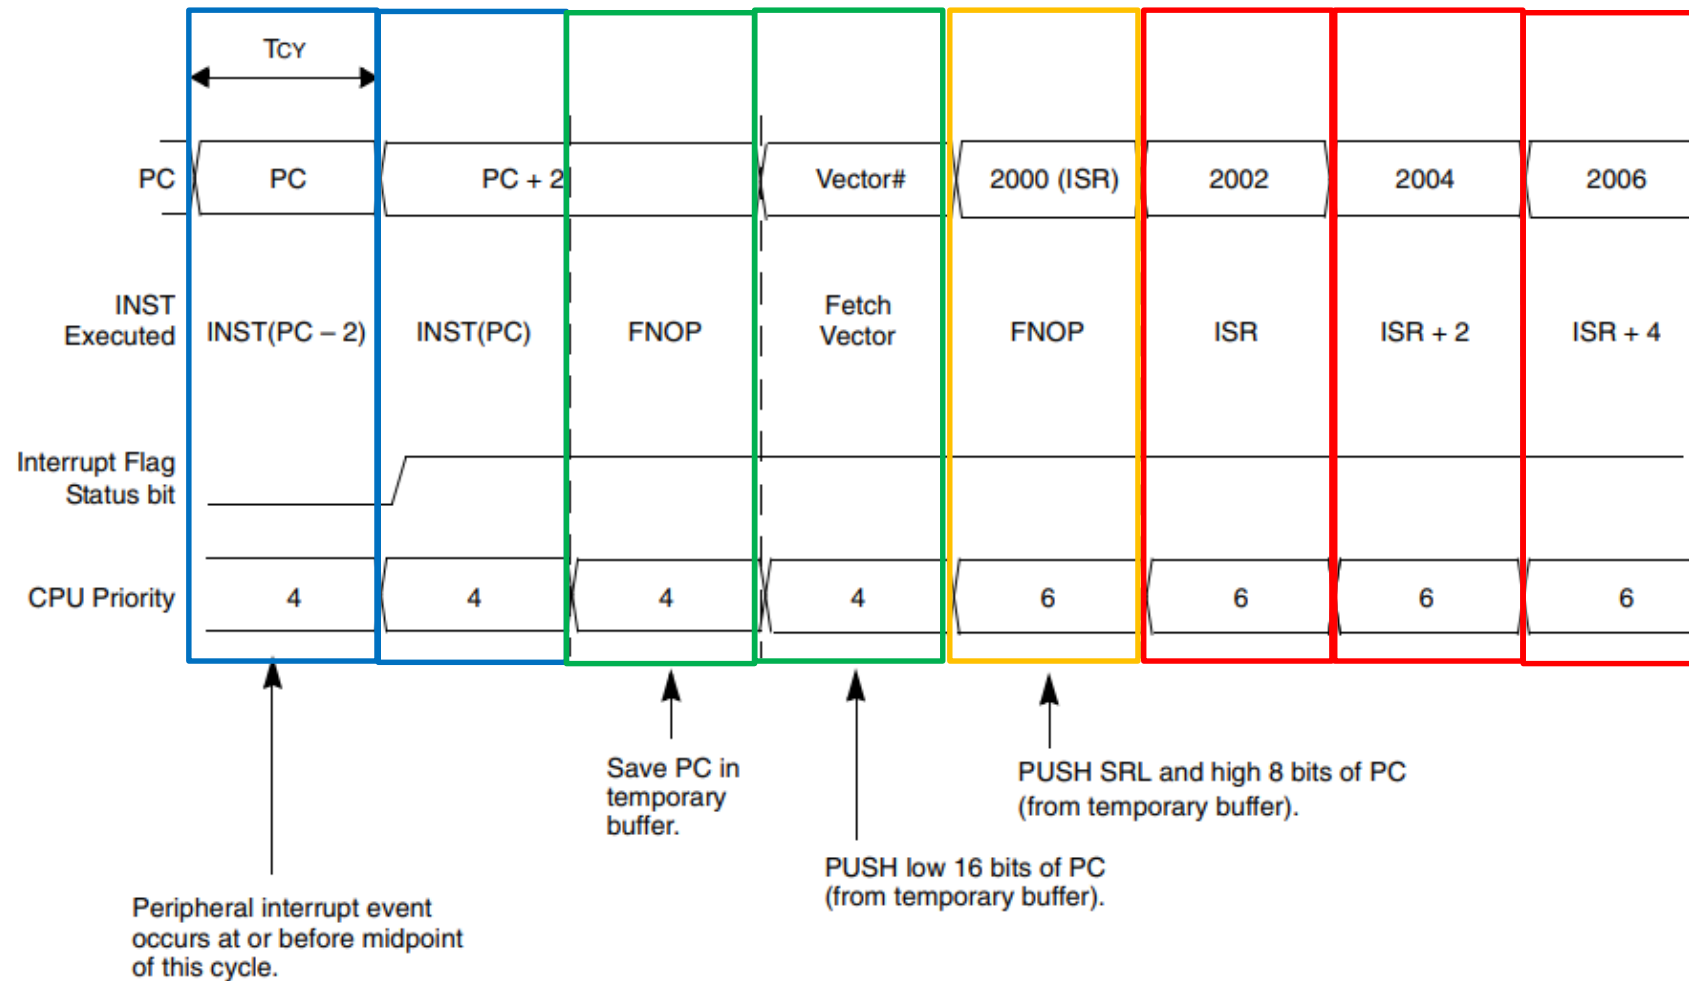 TCY
PC
PC
PC + 2
Vector#
2000 (ISR)
2002
2004
2006
INST
Executed
INST(PC – 2)
INST(PC)
FNOP
Fetch
Vector
FNOP
ISR
ISR + 2
ISR + 4
Interrupt Flag
Status bit
CPU Priority
4
4
4
4
6
6
6
6
Save PC in
temporary
buffer.
PUSH SRL and high 8 bits of PC
(from temporary buffer).
PUSH low 16 bits of PC
(from temporary buffer).
Peripheral interrupt event
occurs at or before midpoint
of this cycle.